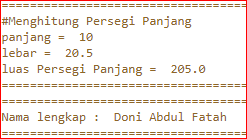 ===================================
#Menghitung Persegi Panjang
panjang =  10
lebar =  20.5
luas Persegi Panjang =  205.0
===================================
===================================
Nama lengkap :  Doni Abdul Fatah
===================================